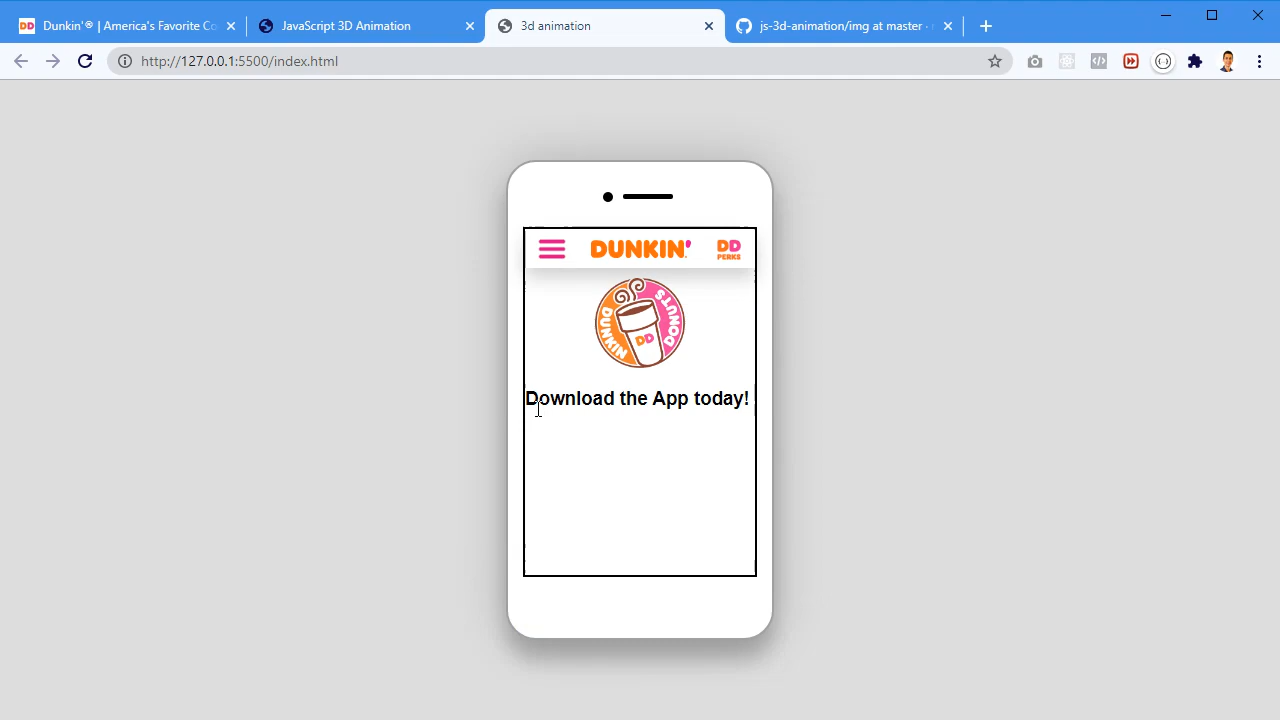 Dunkin'® | America's Favorite Co
JavaScript 3D Animation
3d animation
js-3d-animation/img at master ·
http://127.0.0.1:5500/index.html
DUNKIN'
DD
PERKS
DUNKIN
DONUTS
DD
Download the App today!